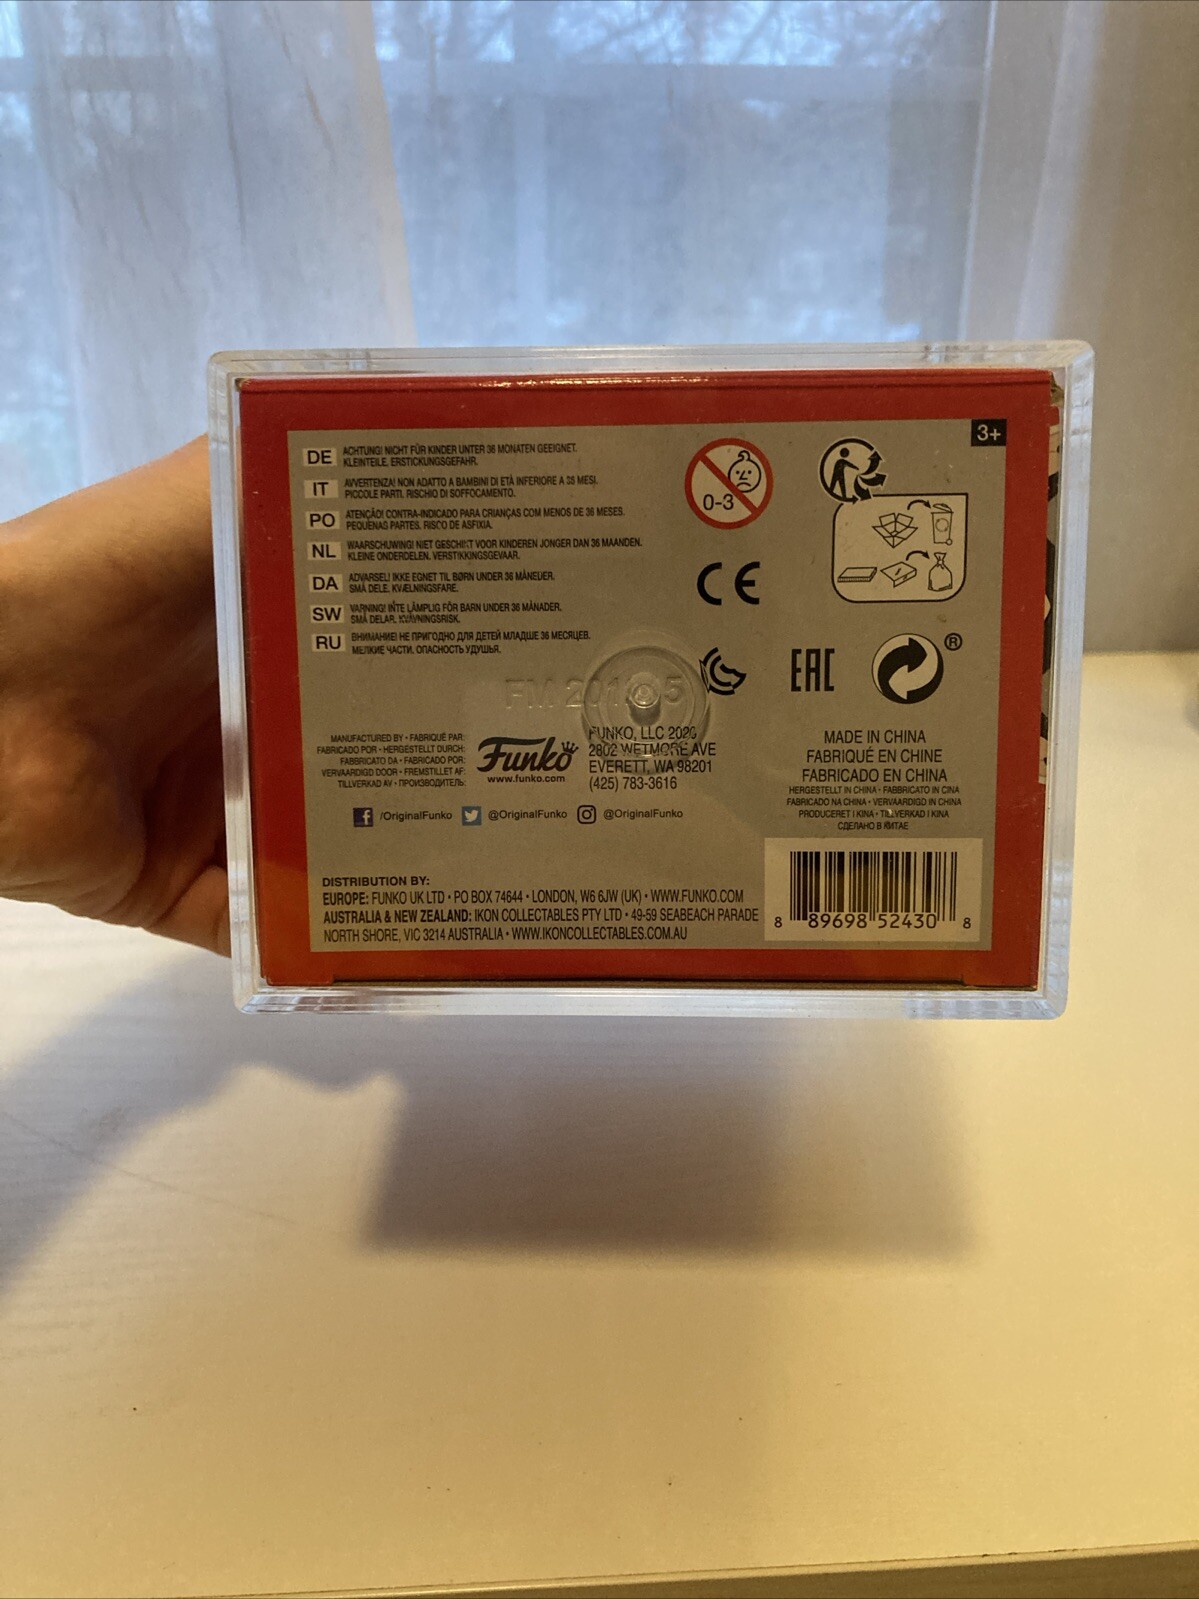 3+
DE ACHTUNG! NICHT FÜR KINDER UNTER 36 MONATEN GEEIGNET.
KLEINTEILE, ERSTICKUNGSGEFAHR.
IT AVVERTENZA! NON ADATTO A BAMBINI DI ETÀ INFERIORE A 36 MESI.
PICCOLE PARTI. RISCHIO DI SOFFOCAMENTO.
PO ATENÇÃO! CONTRA-INDICADO PARA CRIANÇAS COM MENOS DE 36 MESES.
PEQUENAS PARTES. RISCO DE ASFIXIA.
NL WAARSCHUWING! NIET GESCHIKT VOOR KINDEREN JONGER DAN 36 MAANDEN.
KLEINE ONDERDELEN. VERSTIKKINGSGEVAAR.
DA ADVARSEL! IKKE EGNET TIL BØRN UNDER 36 MÅNEUER.
SMÅ DELE. KVÆLNINGSFARE.
SW VARNING! INTE LÄMPLIG FÖR BARN UNDER 36 MÅNADER.
SMÅ DELAR. KVÄVNINGSRISK.
RU ВНИМАНИЕ! НЕ ПРИГОДНО ДЛЯ ДЕТЕЙ МЛАДШЕ 36 МЕСЯЦЕВ.
МЕЛКИЕ ЧАСТИ. ОПАСНОСТЬ УДУШЬЯ.
0-3
CE
EAC
®
MANUFACTURED BY • FABRIQUÉ PAR:
FABRICADO POR • HERGESTELLT DURCH:
FABBRICATO DA • FABRICADO POR:
VERVAARDIGD DOOR • FREMSTILLET AF:
TILLVERKAD AV • ПРОИЗВОДИТЕЛЬ:
Funko
www.funko.com
FUNKO, LLC 2020
2802 WETMORE AVE
EVERETT, WA 98201
(425) 783-3616
/OriginalFunko @OriginalFunko @OriginalFunko
MADE IN CHINA
FABRIQUÉ EN CHINE
FABRICADO EN CHINA
HERGESTELLT IN CHINA • FABBRICATO IN CINA
FABRICADO NA CHINA • VERVAARDIGD IN CHINA
PRODUCERET I KINA • TILLVERKAD I KINA
СДЕЛАНО В КИТАЕ
DISTRIBUTION BY:
EUROPE: FUNKO UK LTD • PO BOX 74644 • LONDON, W6 6JW (UK) • WWW.FUNKO.COM
AUSTRALIA & NEW ZEALAND: IKON COLLECTABLES PTY LTD • 49-59 SEABEACH PARADE
NORTH SHORE, VIC 3214 AUSTRALIA • WWW.IKONCOLLECTABLES.COM.AU
8 89698 52430 8